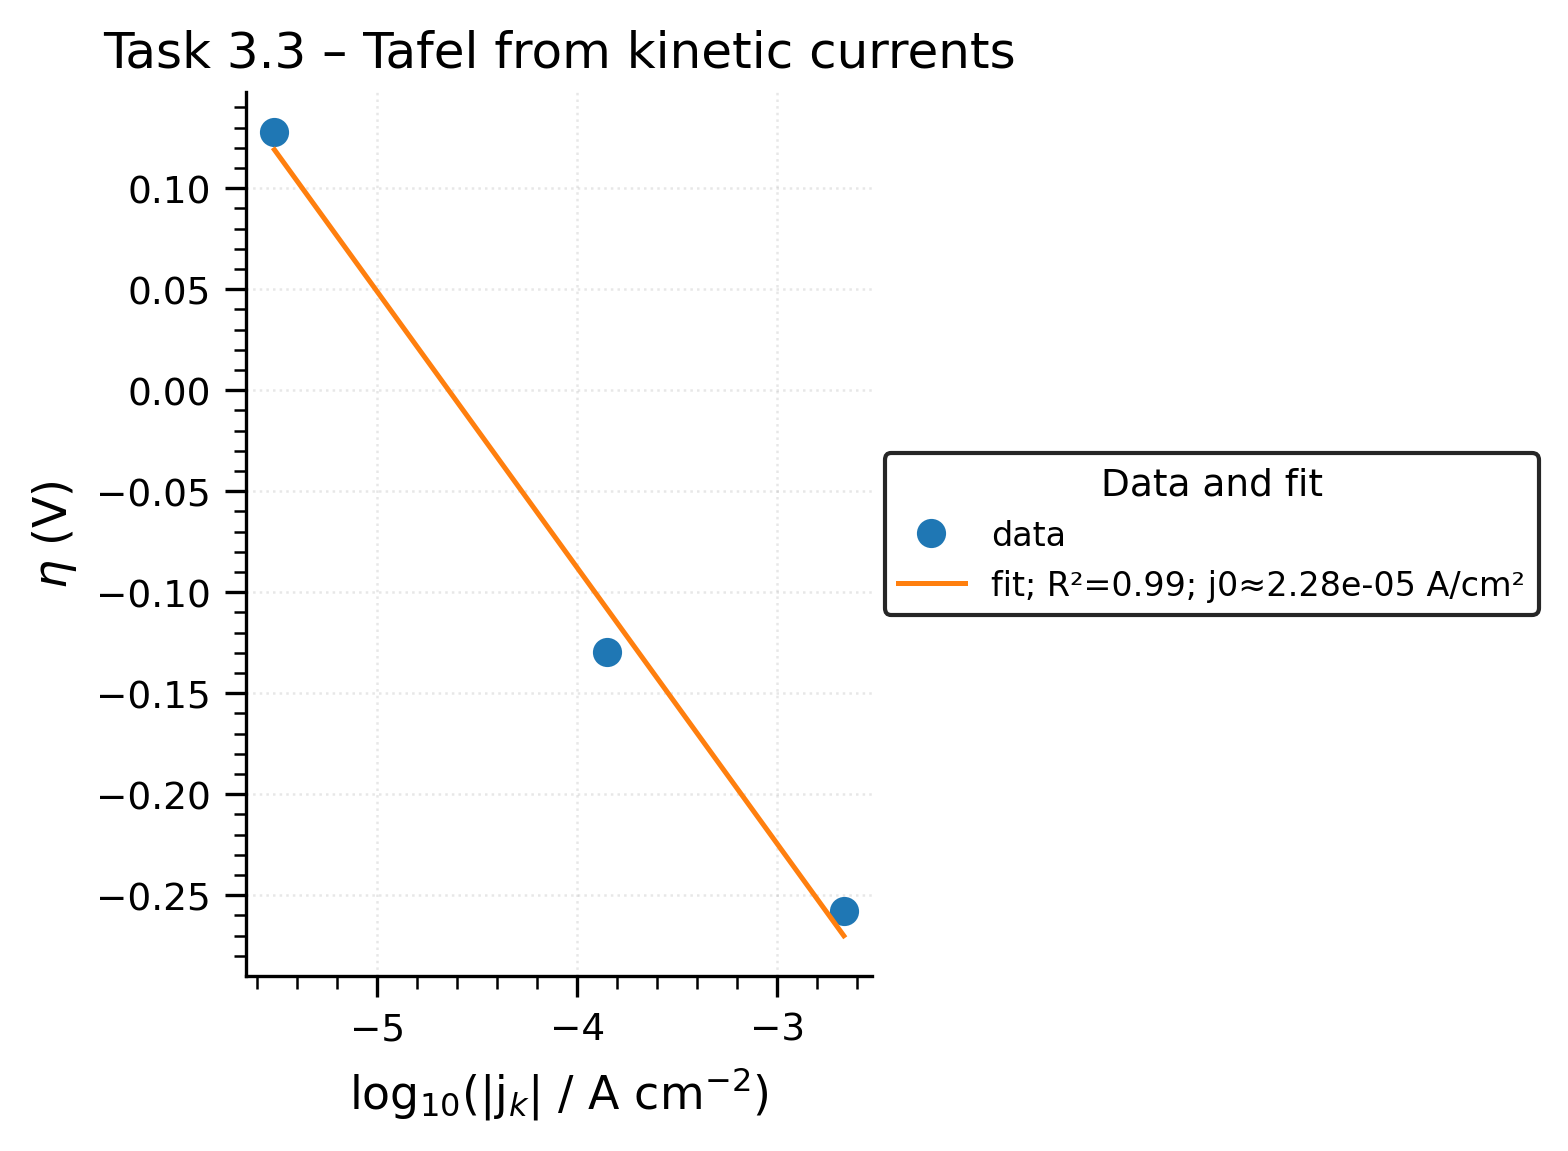 Task 3.3 – Tafel from kinetic currents
0.10
0.05
0.00
−0.05
−0.10
−0.15
−0.20
−0.25
η (V)
−5
−4
−3
log₁₀(|jₖ| / A cm⁻²)
Data and fit
data
fit; R²=0.99; j0≈2.28e-05 A/cm²